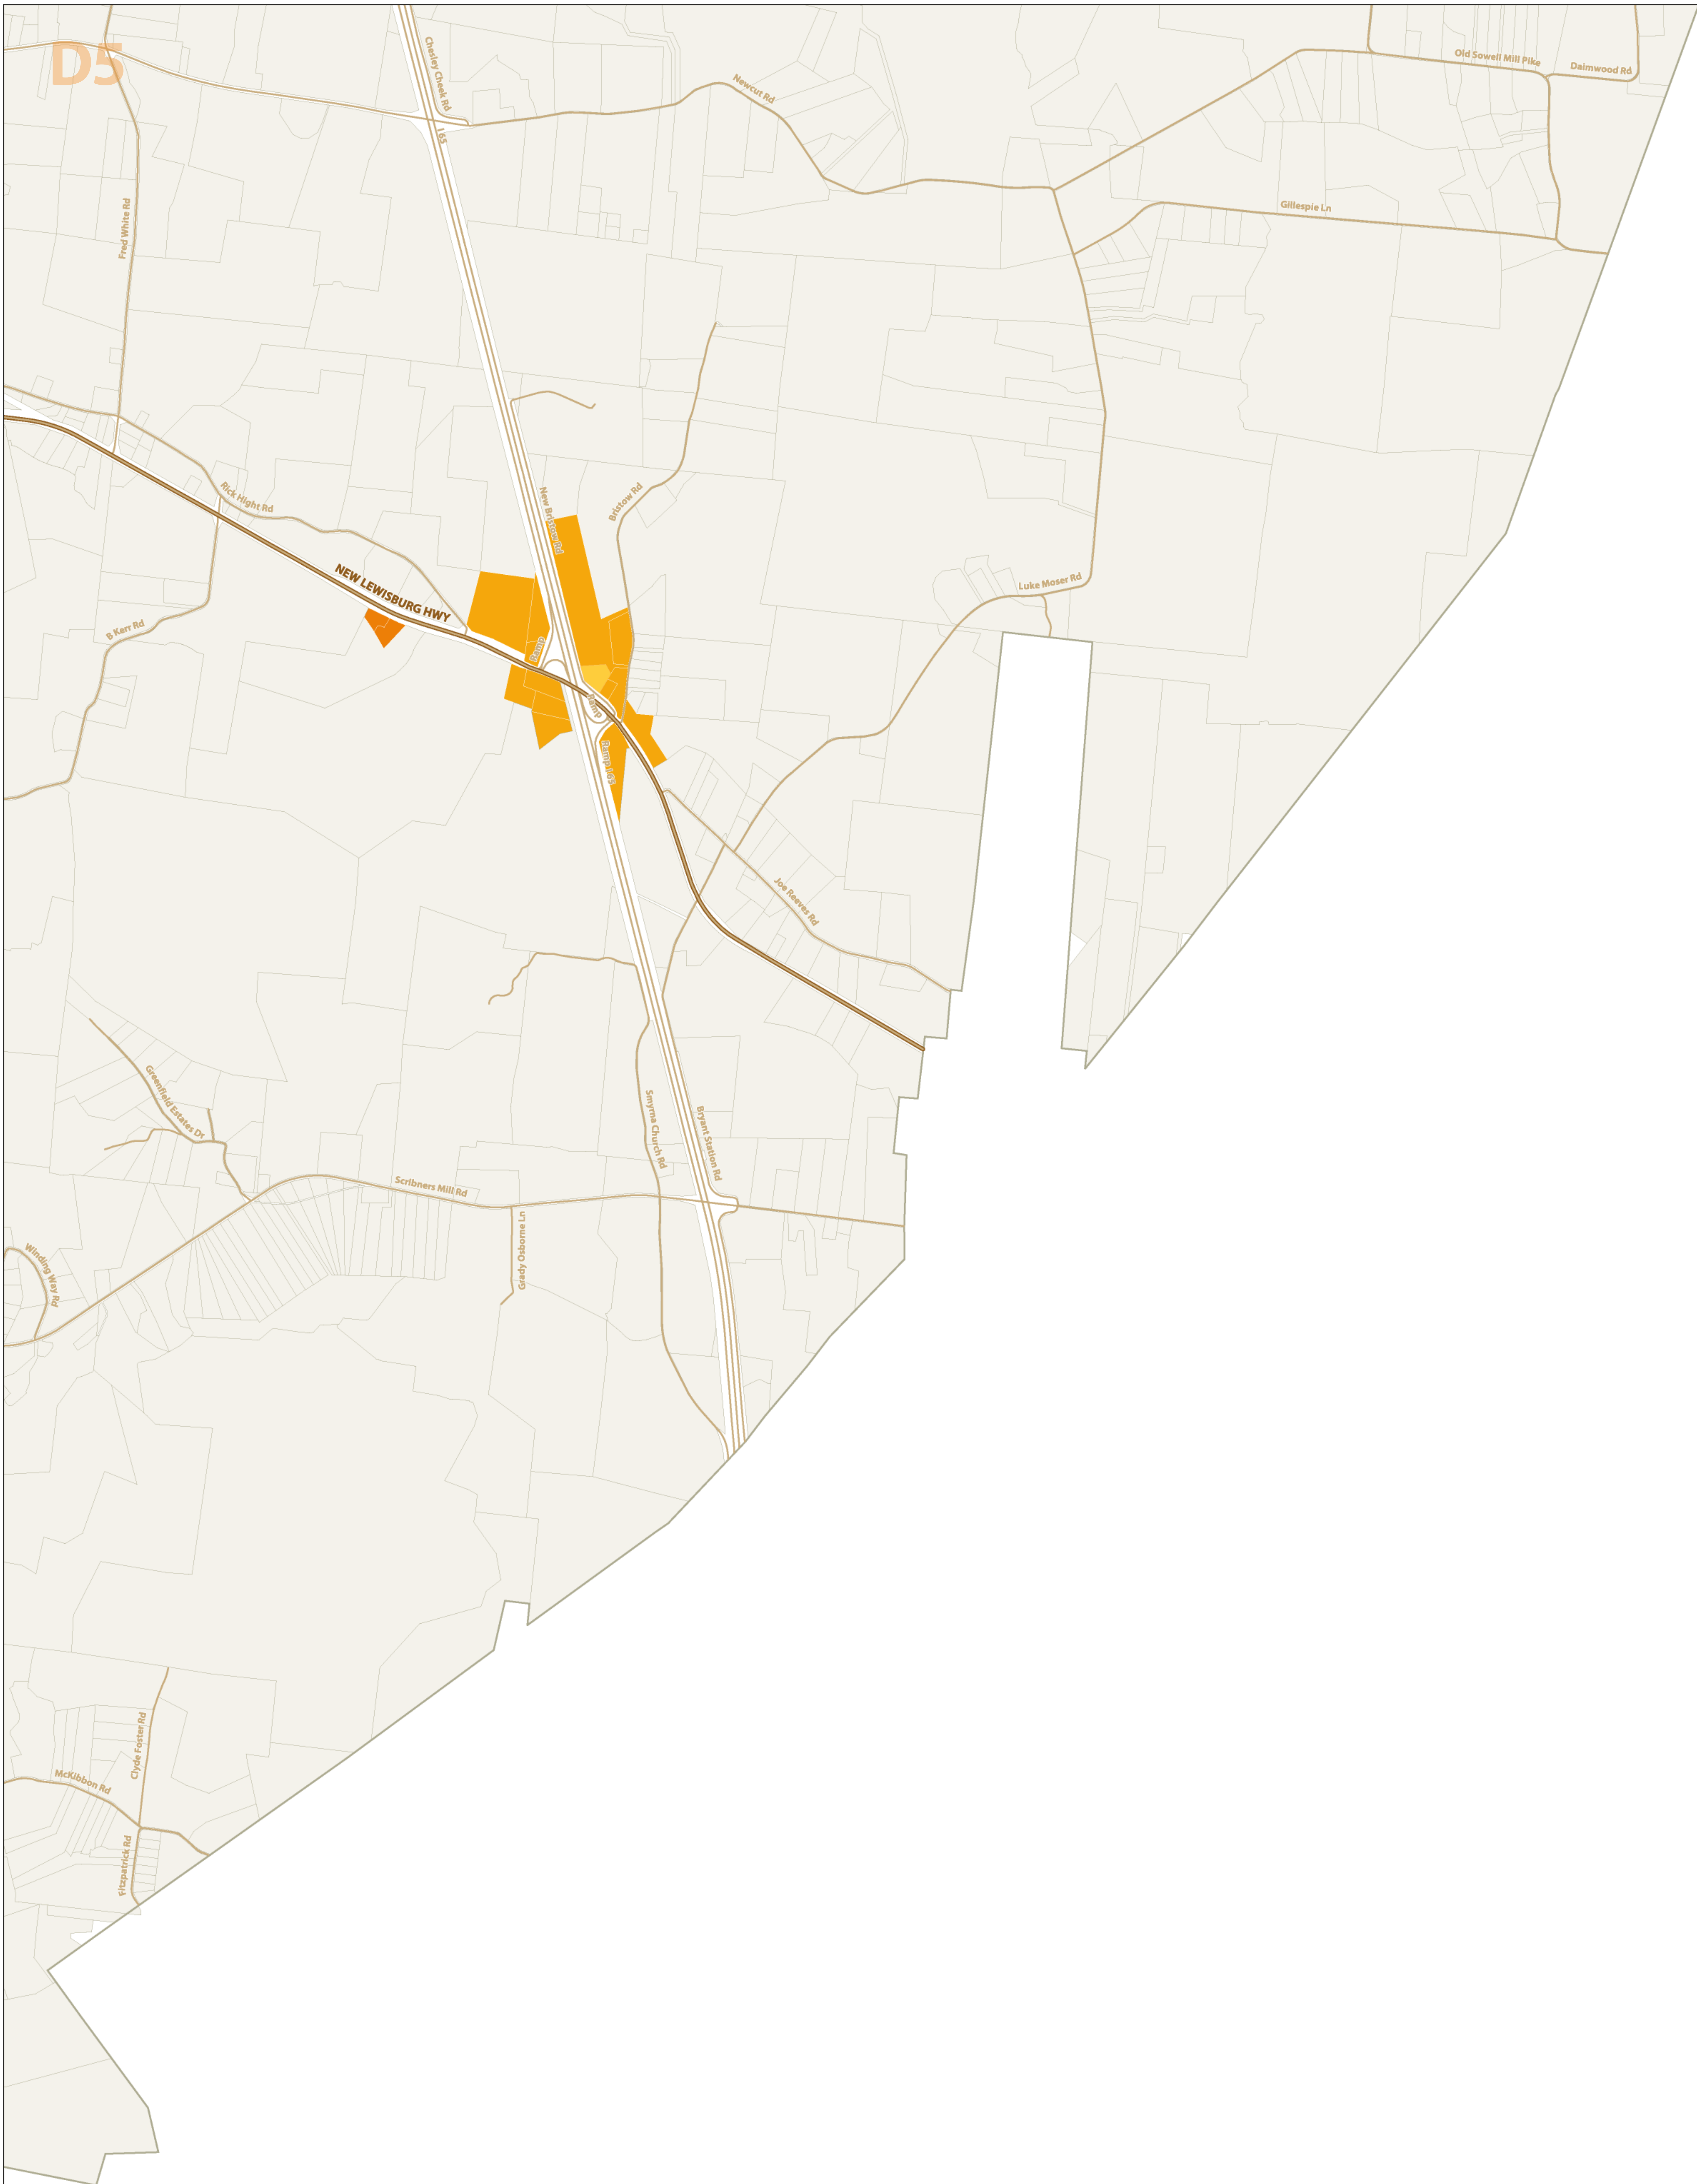 D5
Chesley Cheek Rd
Old Sowell Mill Pike
Daimwood Rd
Newcut Rd
I 65
Fred White Rd
Gillespie Ln
Rick Hight Rd
New Bristow Rd
Bristow Rd
NEW LEWISBURG HWY
Luke Moser Rd
B Kerr Rd
Ramp
Ramp
Ramp I 65
Joe Reeves Rd
Greenfield Estates Dr
Smyrna Church Rd
Bryant Station Rd
Scribners Mill Rd
Grady Osborne Ln
Winding Way Rd
Clyde Foster Rd
McKibbon Rd
Fitzpatrick Rd